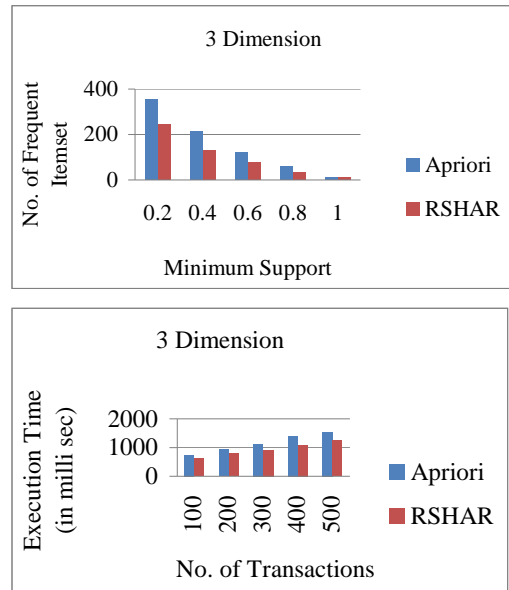 3 Dimension
No. of Frequent
Itemset
400
200
0
0.2 0.4 0.6 0.8 1
Minimum Support
Apriori
RSHAR
3 Dimension
Execution Time
(in milli sec)
2000
1000
0
100 200 300 400 500
No. of Transactions
Apriori
RSHAR